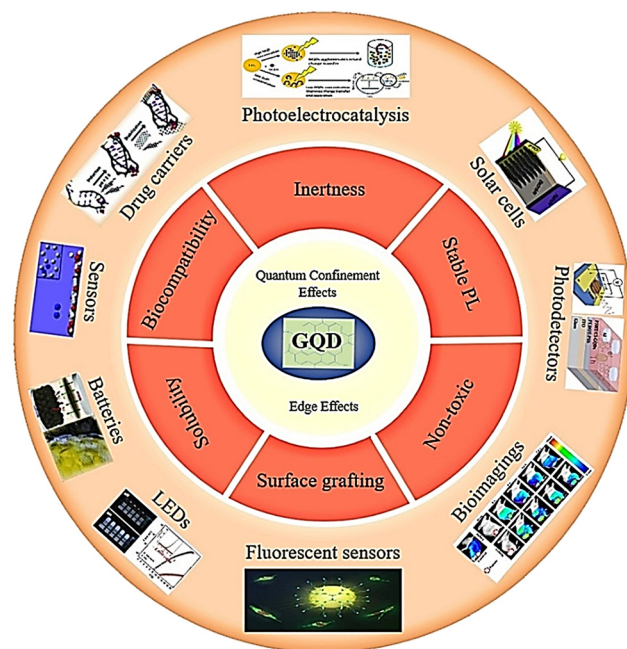 Photoelectrocatalysis
Solar cells
Photodetectors
Bioimagings
Fluorescent sensors
LEDs
Batteries
Sensors
Drug carriers
Inertness
Stable PL
Non-toxic
Surface grafting
Solubility
Biocompatibility
Quantum Confinement
Effects
GQD
Edge Effects